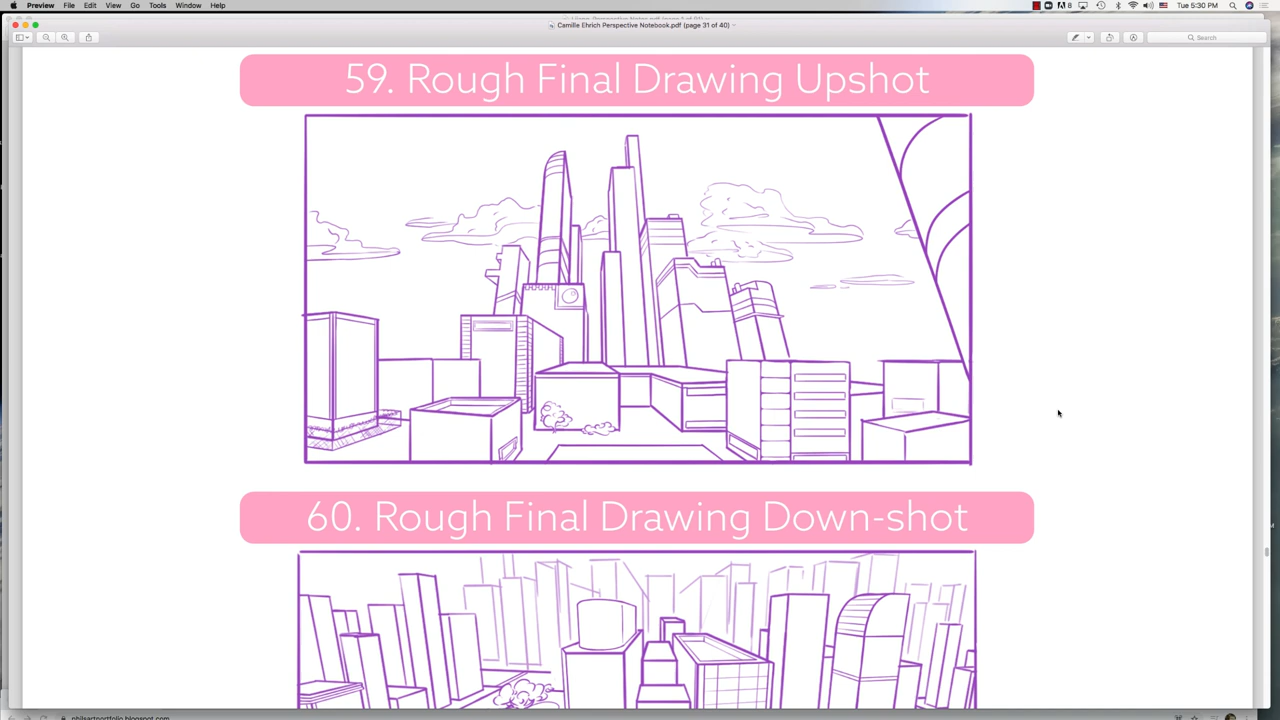 Preview File Edit View Go Tools Window Help
8 Tue 5:30 PM
Camille Ehrich Perspective Notebook.pdf (page 31 of 40)
Search
59. Rough Final Drawing Upshot
60. Rough Final Drawing Down-shot